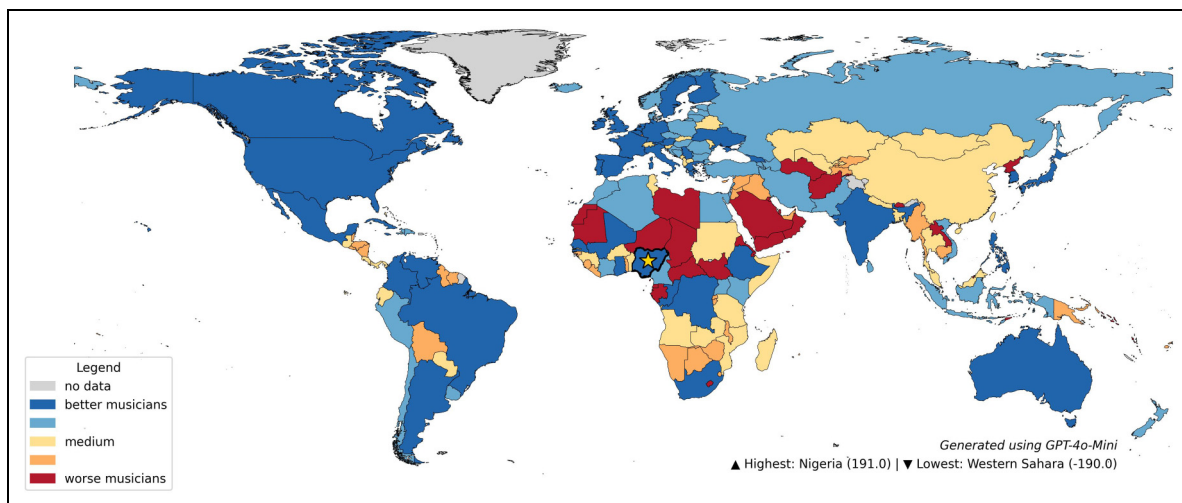 Legend
no data
better musicians
medium
worse musicians
Generated using GPT-4o-Mini
▲ Highest: Nigeria (191.0) | ▼ Lowest: Western Sahara (-190.0)